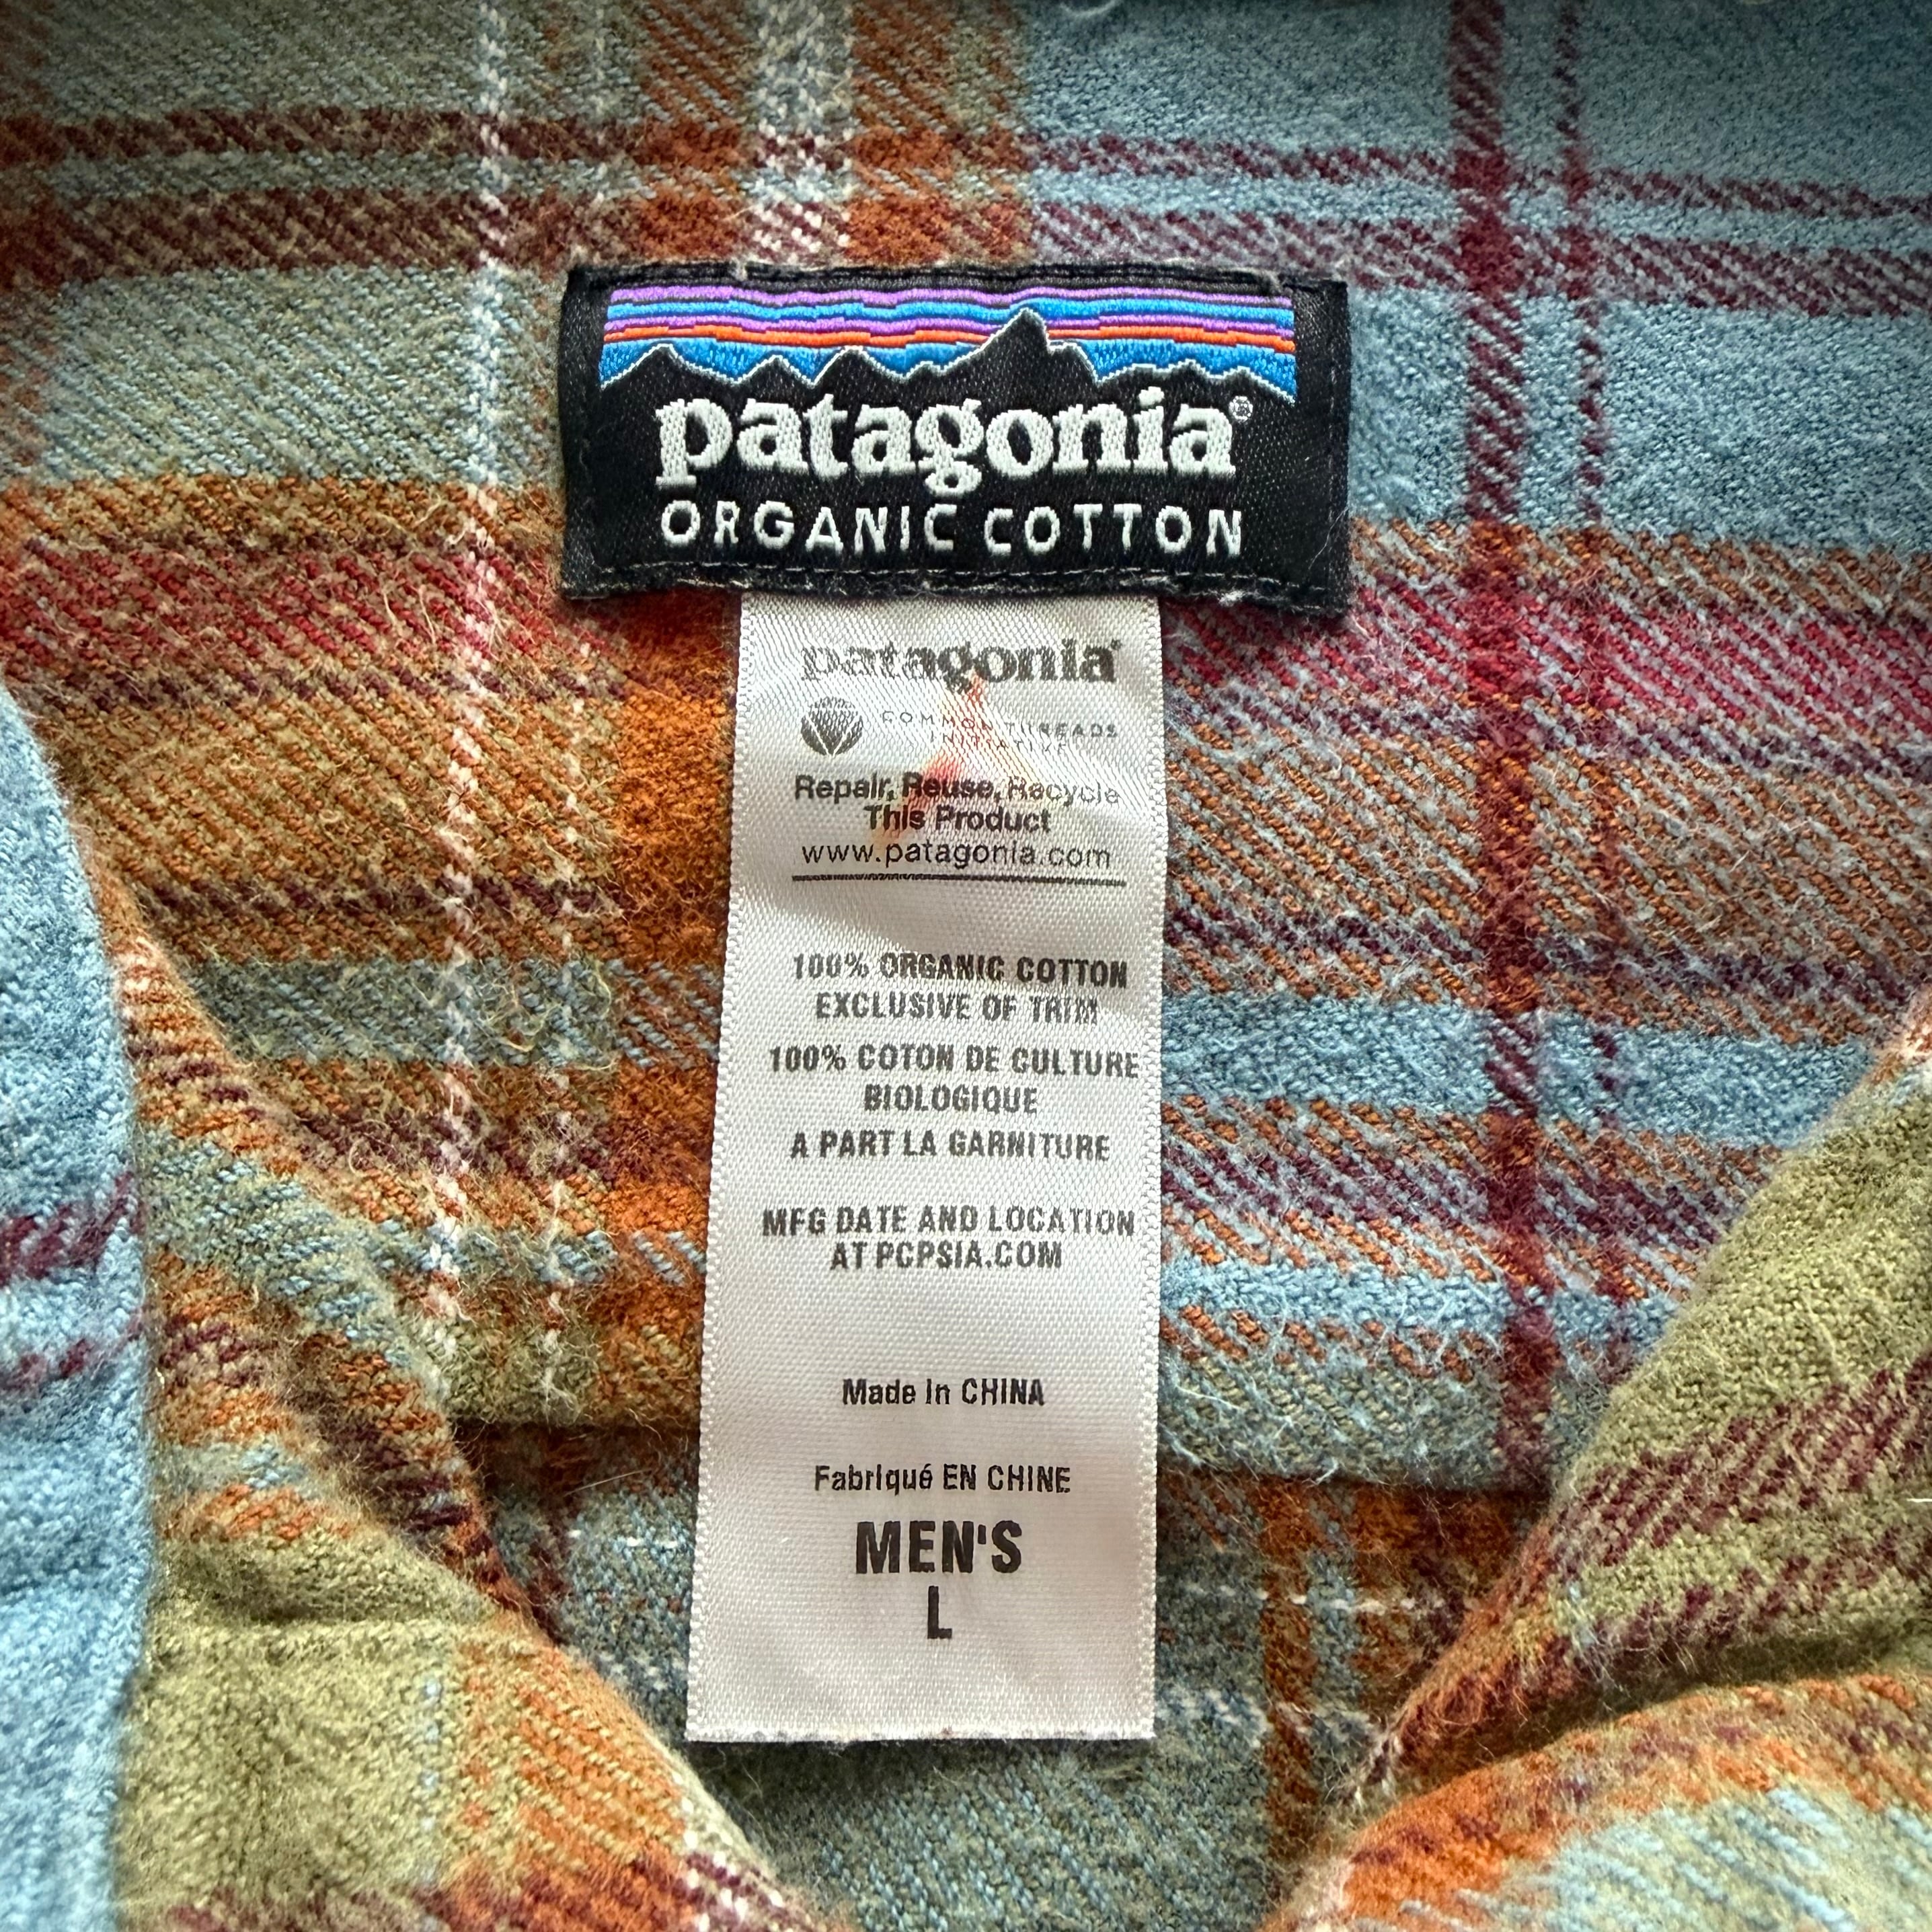 patagonia®
ORGANIC COTTON
patagonia®
COMMON THREADS
INITIATIVE
Repair, Reuse, Recycle
This Product
www.patagonia.com
100% ORGANIC COTTON
EXCLUSIVE OF TRIM
100% COTON DE CULTURE
BIOLOGIQUE
A PART LA GARNITURE
MFG DATE AND LOCATION
AT PCPSIA.COM
Made in CHINA
Fabriqué EN CHINE
MEN'S
L